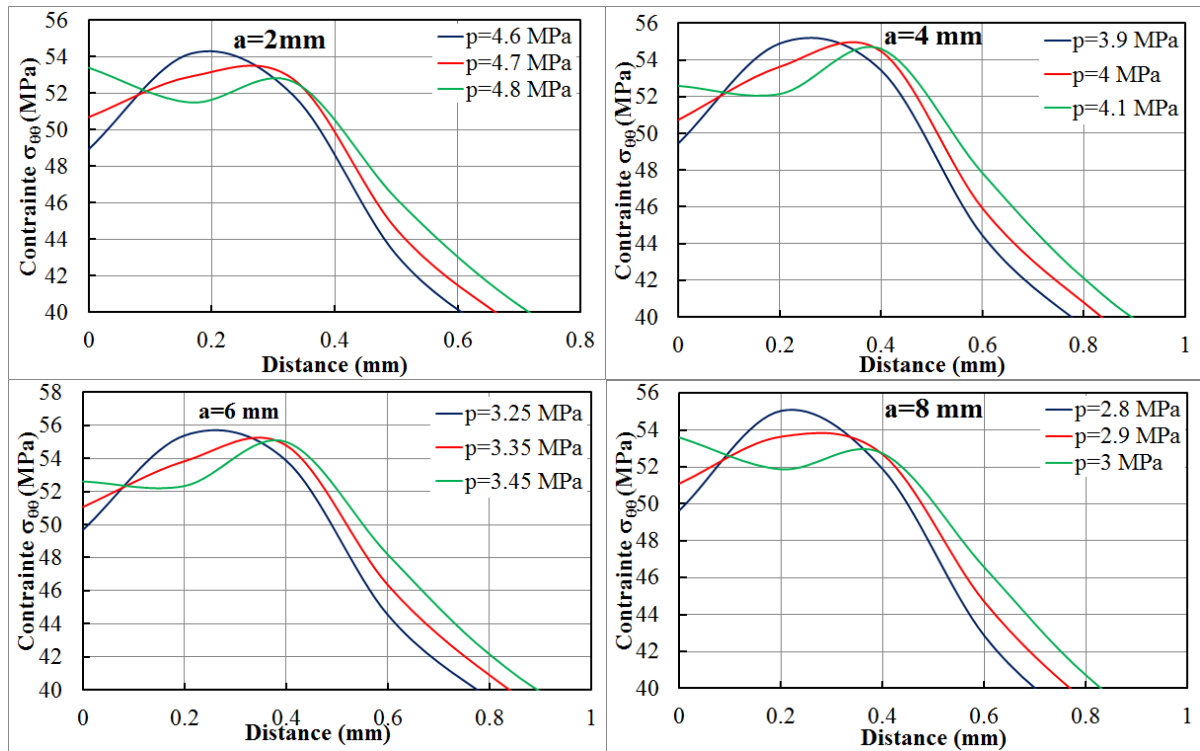 a=2mm
p=4.6 MPa
p=4.7 MPa
p=4.8 MPa
Contrainte σθθ (MPa)
56
54
52
50
48
46
44
42
40
0
0.2
0.4
0.6
0.8
Distance (mm)
a=4 mm
p=3.9 MPa
p=4 MPa
p=4.1 MPa
Contrainte σθθ (MPa)
56
54
52
50
48
46
44
42
40
0
0.2
0.4
0.6
0.8
1
Distance (mm)
a=6 mm
p=3.25 MPa
p=3.35 MPa
p=3.45 MPa
Contrainte σθθ (MPa)
58
56
54
52
50
48
46
44
42
40
0
0.2
0.4
0.6
0.8
1
Distance (mm)
a=8 mm
p=2.8 MPa
p=2.9 MPa
p=3 MPa
Contrainte σθθ (MPa)
56
54
52
50
48
46
44
42
40
0
0.2
0.4
0.6
0.8
1
Distance (mm)